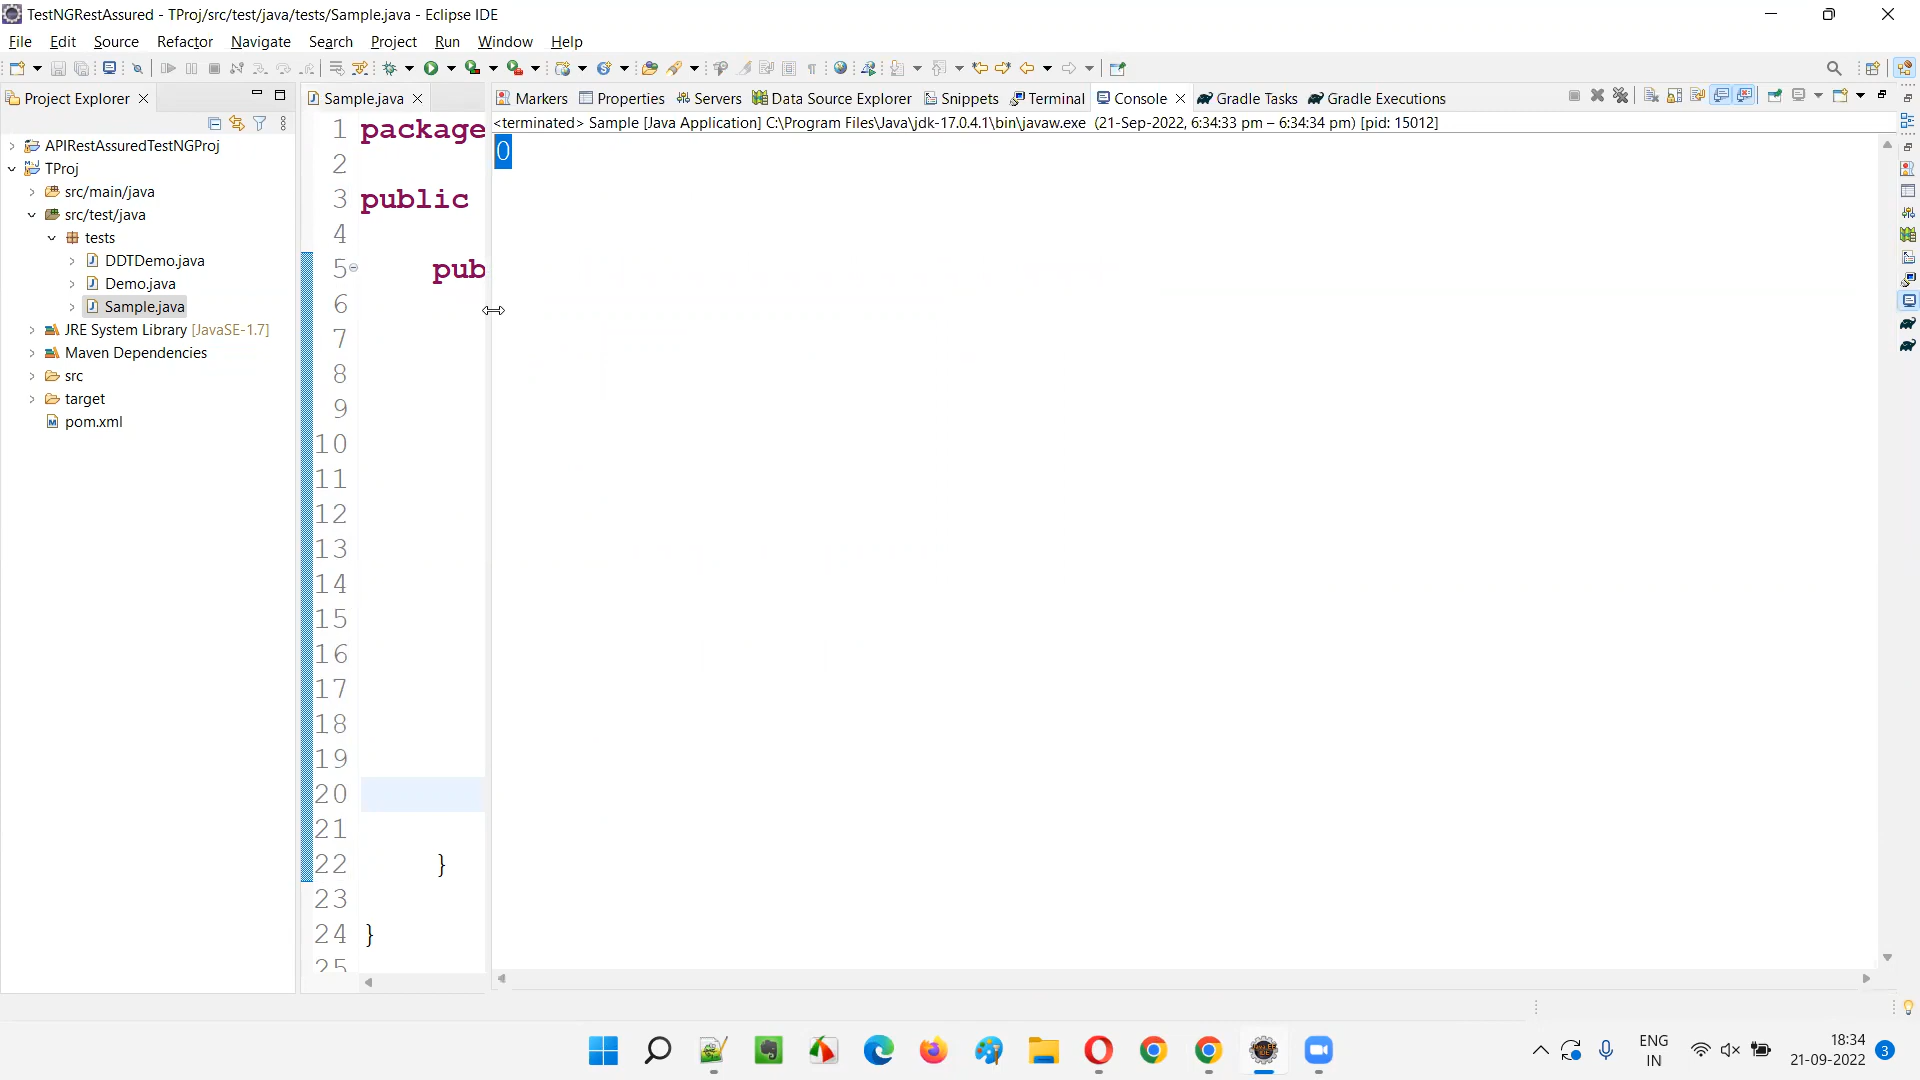 TestNGRestAssured - TProj/src/test/java/tests/Sample.java - Eclipse IDE
File Edit Source Refactor Navigate Search Project Run Window Help
Project Explorer
Sample.java
Markers Properties Servers Data Source Explorer Snippets Terminal Console Gradle Tasks Gradle Executions
<terminated> Sample [Java Application] C:\Program Files\Java\jdk-17.0.4.1\bin\javaw.exe (21-Sep-2022, 6:34:33 pm – 6:34:34 pm) [pid: 15012]
0
APIRestAssuredTestNGProj
TProj
src/main/java
src/test/java
tests
DDTDemo.java
Demo.java
Sample.java
JRE System Library [JavaSE-1.7]
Maven Dependencies
src
target
pom.xml
1 package
2
3 public
4
5 pub
6
7
8
9
10
11
12
13
14
15
16
17
18
19
20
21
22 }
23
24 }
25
ENG
IN
18:34
21-09-2022
3